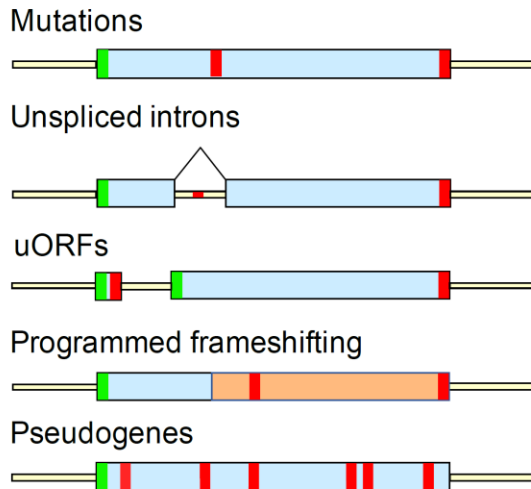 Mutations
Unspliced introns
uORFs
Programmed frameshifting
Pseudogenes